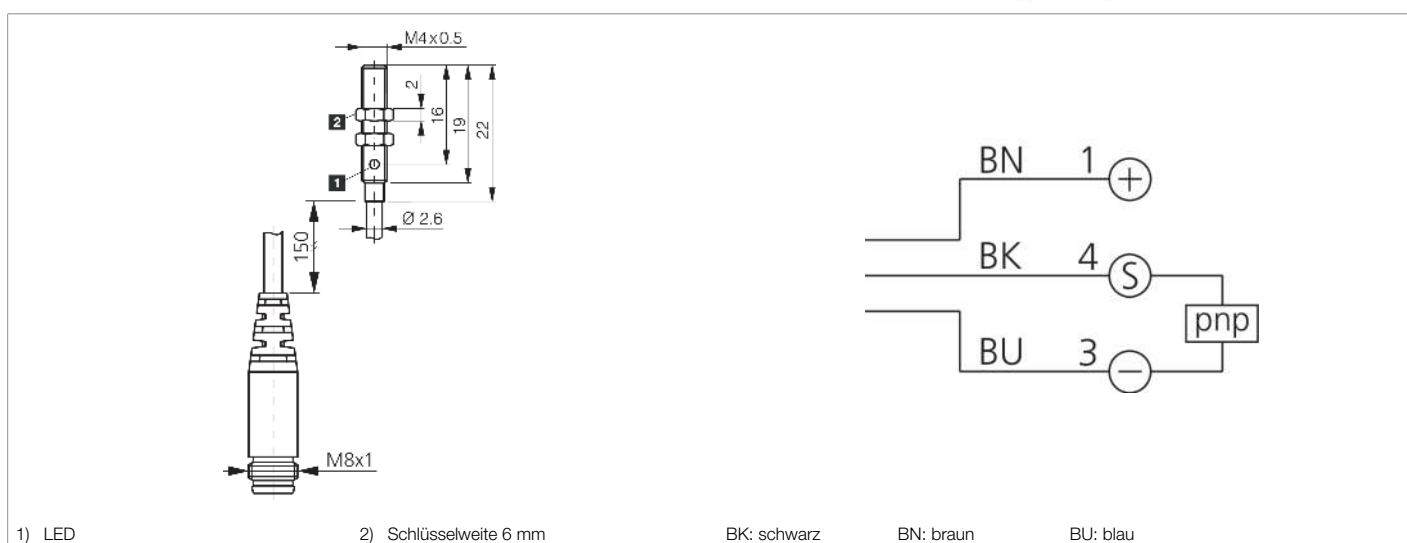 M4x0.5
2
16
19
22
2
1
Ø 2.6
150
M8x1
BN 1 +
BK 4 S
pnp
BU 3 −
1) LED 2) Schlüsselweite 6 mm BK: schwarz BN: braun BU: blau